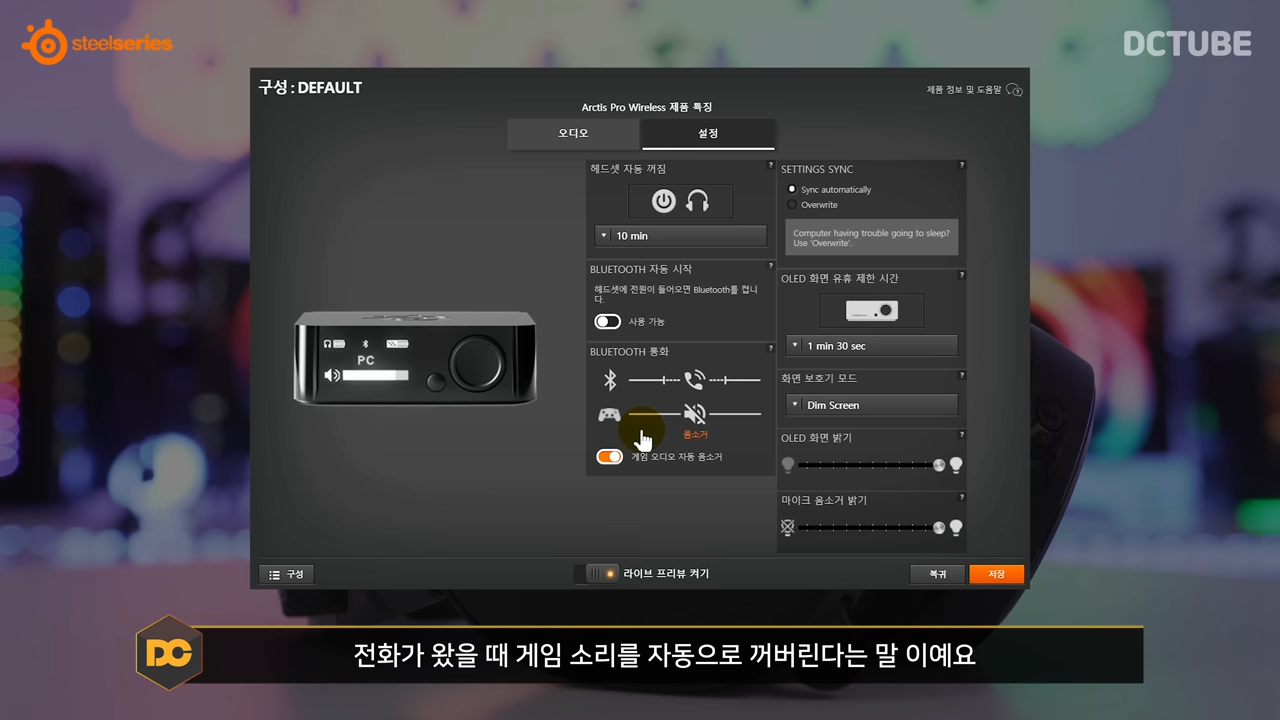 steelseries
DCTUBE
구성 : DEFAULT
제품 정보 및 도움말
Arctis Pro Wireless 제품 특징
오디오
설정
헤드셋 자동 꺼짐
?
10 min
BLUETOOTH 자동 시작
?
헤드셋에 전원이 들어오면 Bluetooth를 켭니
다.
사용 가능
BLUETOOTH 통화
?
음소거
게임 오디오 자동 음소거
SETTINGS SYNC
?
Sync automatically
Overwrite
Computer having trouble going to sleep?
Use 'Overwrite'.
OLED 화면 유휴 제한 시간
?
1 min 30 sec
화면 보호기 모드
?
Dim Screen
OLED 화면 밝기
?
마이크 음소거 밝기
?
PC
구성
라이브 프리뷰 켜기
복귀
저장
DC
전화가 왔을 때 게임 소리를 자동으로 꺼버린다는 말 이예요